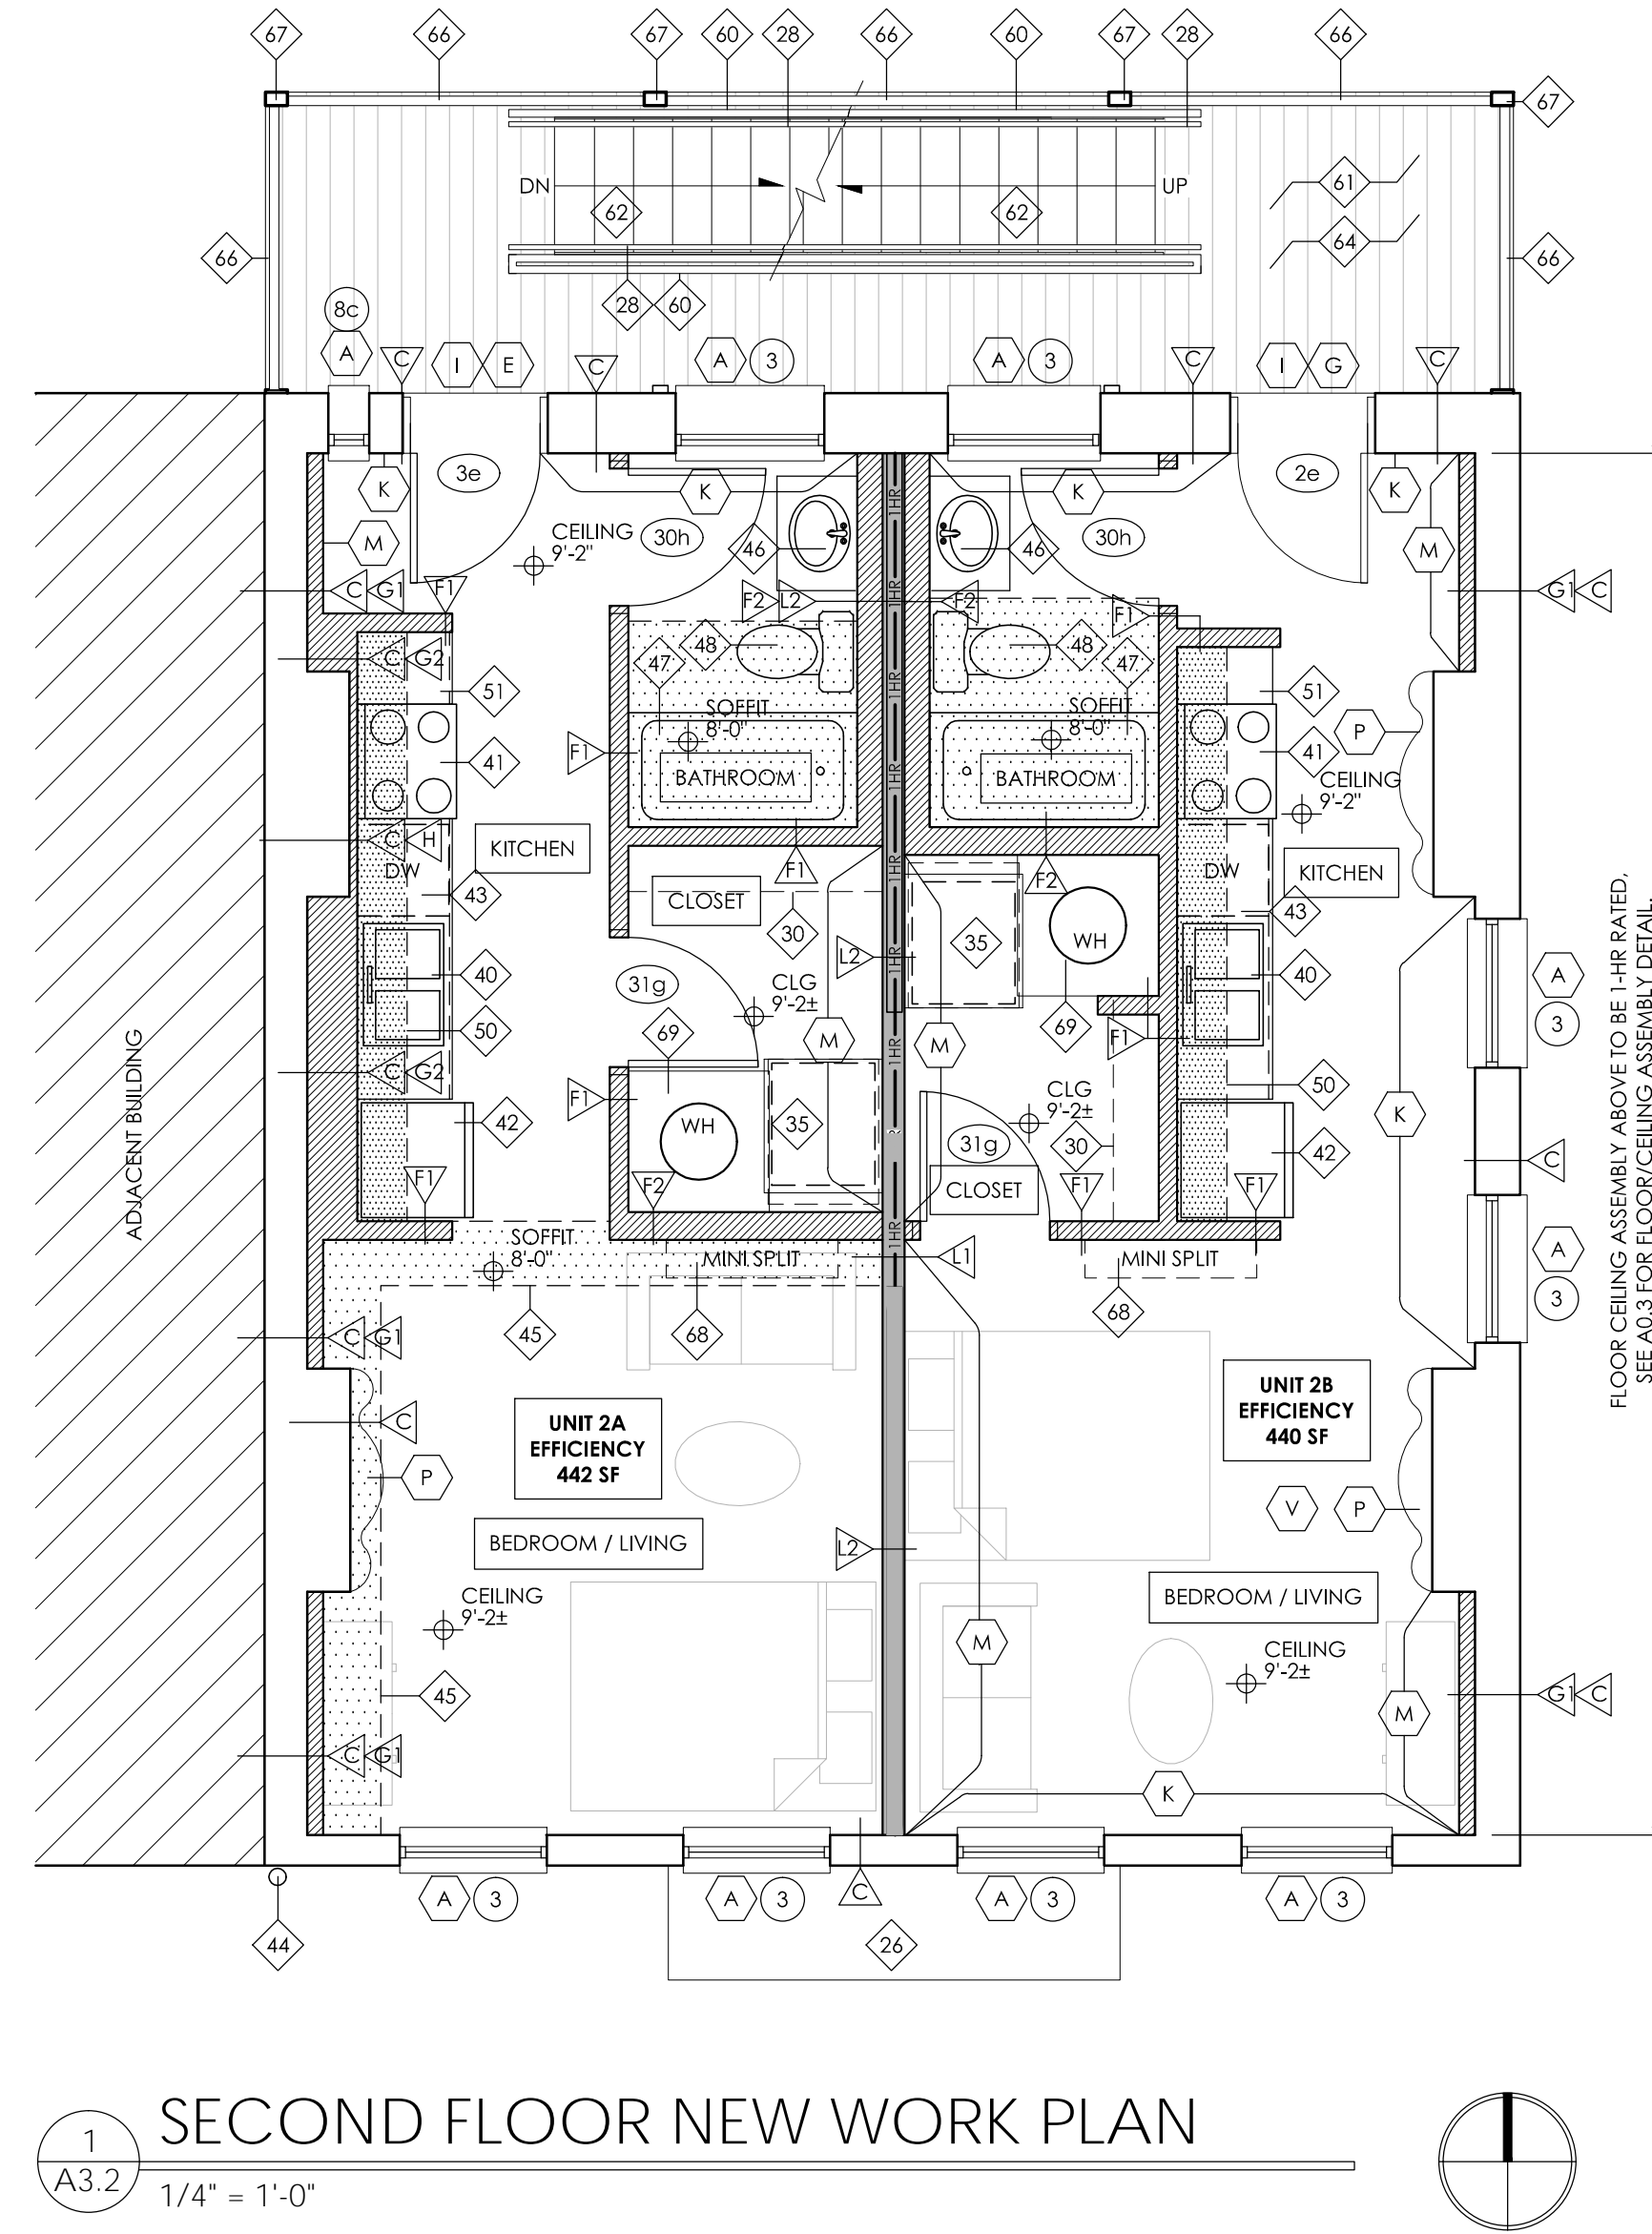 67 66 67 60 28 66 60 67 28 66
67
DN UP 61
62 62
64
66 66
28 60
8c
A C I E C A 3 A 3 C I G C
3e 2e
K K K K
CEILING
9'-2"
30h 30h
M 46 46 M
C G1 F1 F2 L2 F2 F1 G1 C
1HR
1HR
1HR
1HR
1HR
1HR
1HR
1HR
C G2 47 48 48 47
51 51
SOFFIT
8'-0"
SOFFIT
8'-0"
P
F1 41 41
BATHROOM BATHROOM
CEILING
9'-2"
C H
KITCHEN KITCHEN
DW DW
F1 F2
43 43
CLOSET
30 35 WH
L2
40 40
A
3
31g
CLG
9'-2±
50 69 M M 69 F1
C G2 50
F1 42 42
CLG
9'-2±
K
WH 35 31g 30
C
F1 F2 F1 F1
CLOSET
ADJACENT BUILDING
SOFFIT
8'-0"
MINI SPLIT L1 MINI SPLIT
A
3
45 68 68
C G1
UNIT 2A
EFFICIENCY
442 SF
UNIT 2B
EFFICIENCY
440 SF
C
P
V P
BEDROOM / LIVING
L2
BEDROOM / LIVING
CEILING
9'-2±
M
CEILING
9'-2±
45 G1 C
M
C G1
K
A 3 A 3 C A 3 A 3
44 26
FLOOR CEILING ASSEMBLY ABOVE TO BE 1-HR RATED,
SEE A0.3 FOR FLOOR/CEILING ASSEMBLY DETAIL.
1
A3.2
SECOND FLOOR NEW WORK PLAN
1/4" = 1'-0"